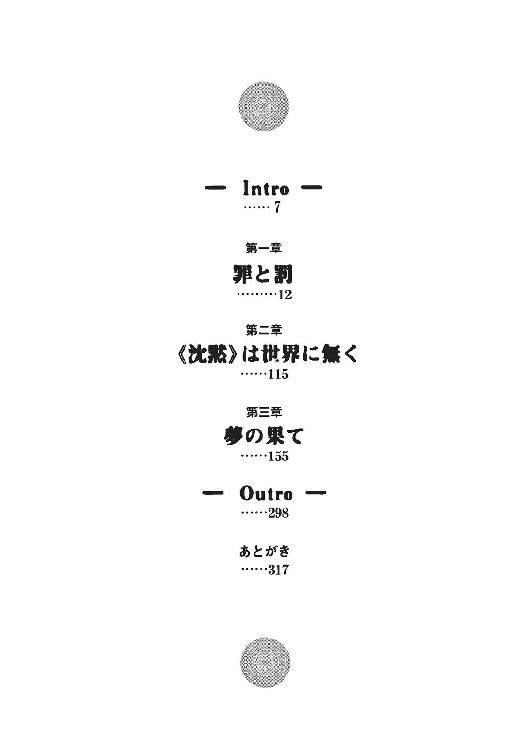 — Intro —
……7
第一章
罪と罰
………12
第二章
《沈黙》は世界に無く
……115
第三章
夢の果て
……155
— Outro —
……298
あとがき
……317